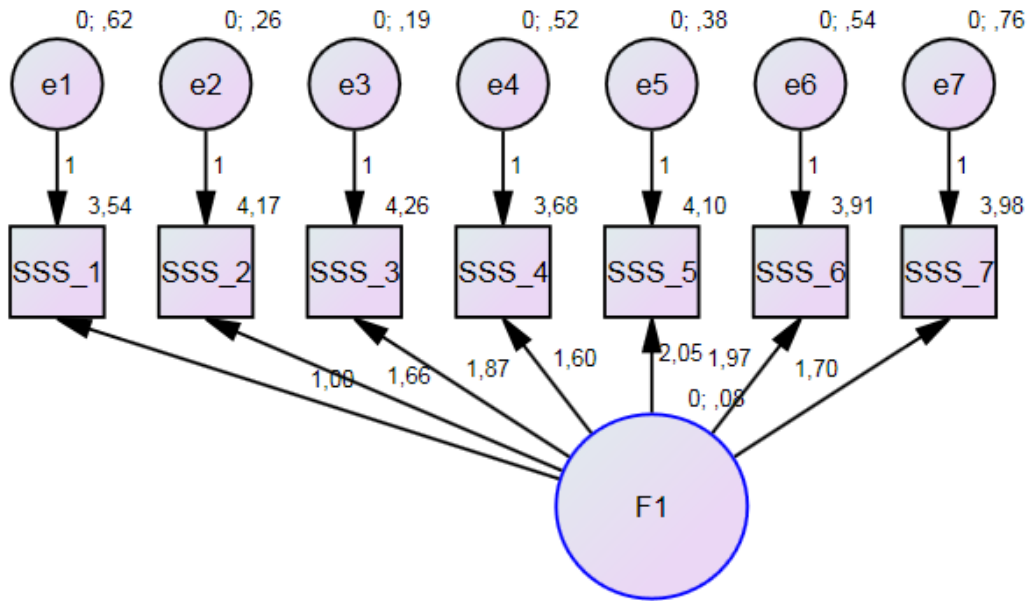 0; ,62 0; ,26 0; ,19 0; ,52 0; ,38 0; ,54 0; ,76
e1 e2 e3 e4 e5 e6 e7
1 1 1 1 1 1 1
3,54 4,17 4,26 3,68 4,10 3,91 3,98
SSS_1 SSS_2 SSS_3 SSS_4 SSS_5 SSS_6 SSS_7
1,00 1,66 1,87 1,60 2,05 1,97 1,70
0; ,08
F1